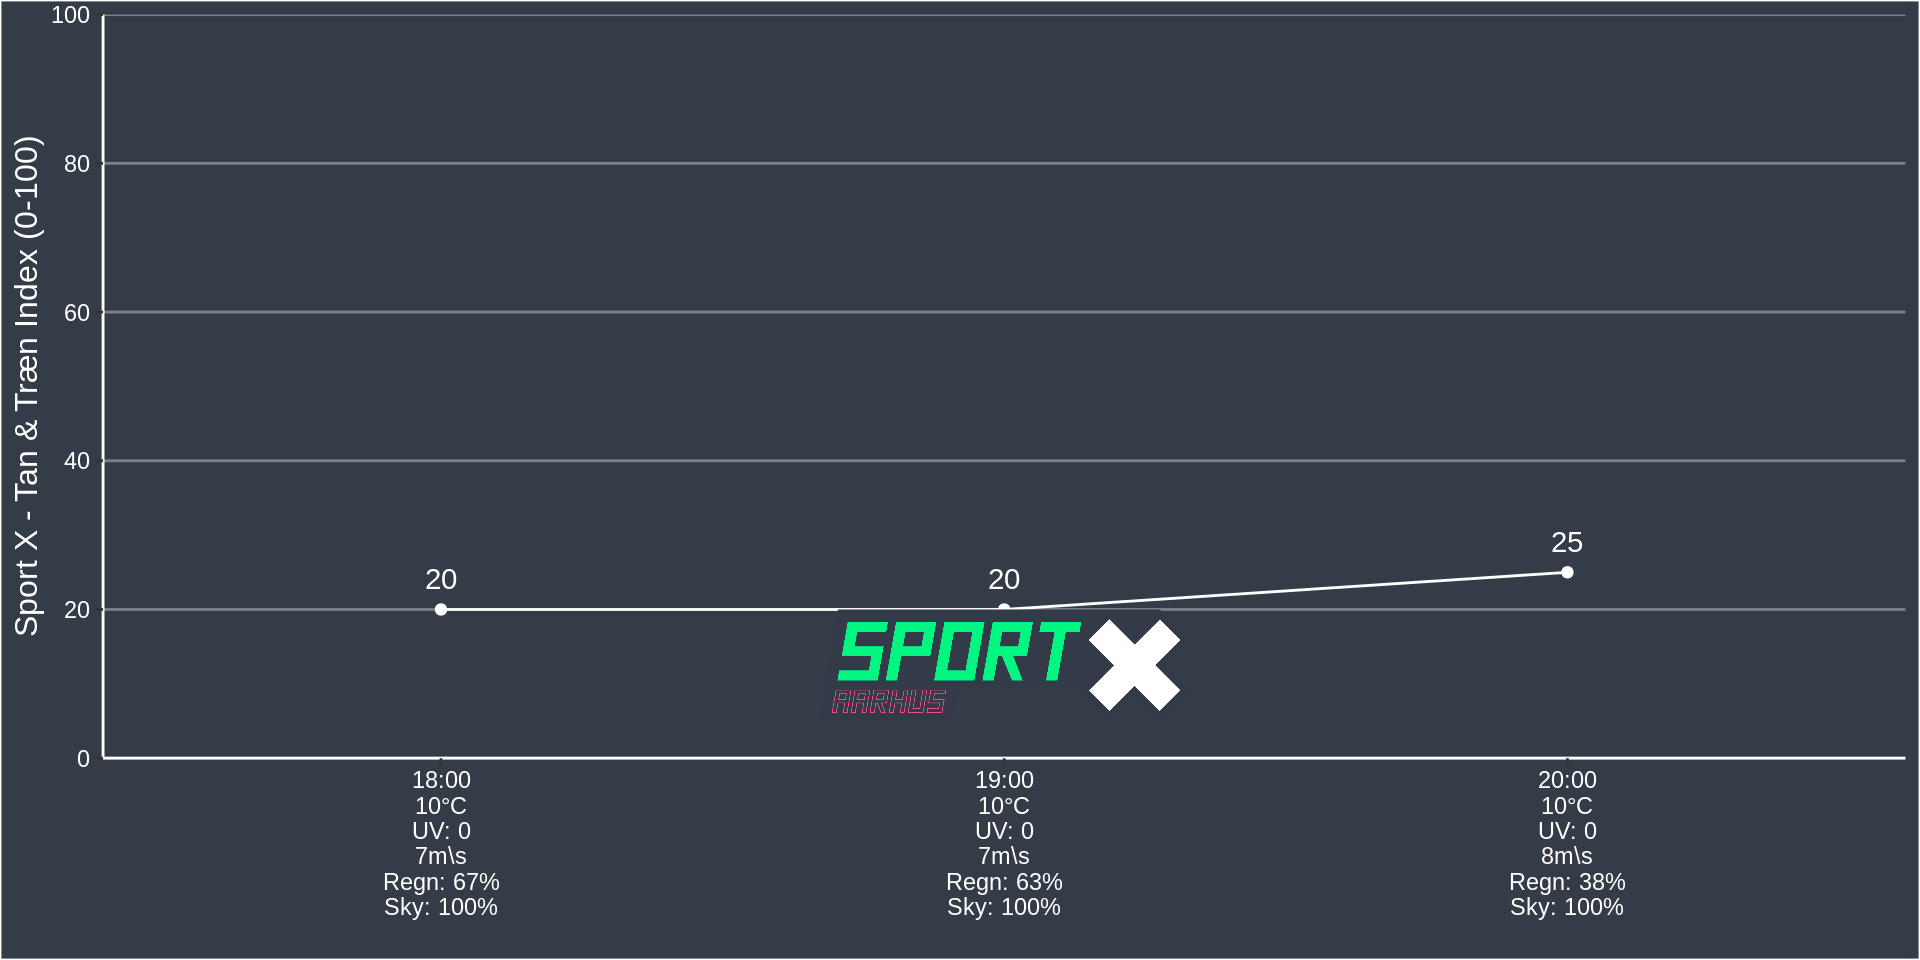 Sport X - Tan & Træn Index (0-100)
100
80
60
40
20
0
20
20
25
SPORT X
AARHUS
18:00
10°C
UV: 0
7m\s
Regn: 67%
Sky: 100%
19:00
10°C
UV: 0
7m\s
Regn: 63%
Sky: 100%
20:00
10°C
UV: 0
8m\s
Regn: 38%
Sky: 100%